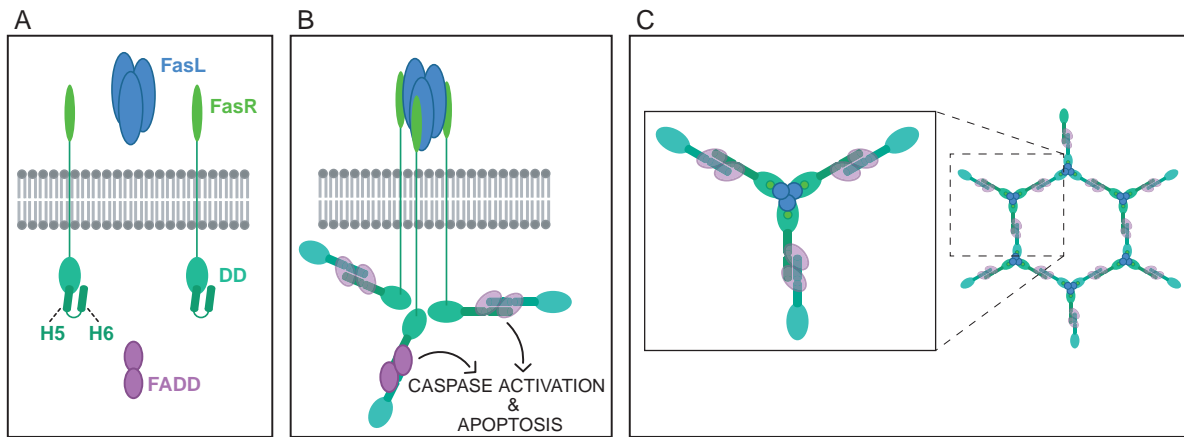 A
FasL
FasR
DD
H5
H6
FADD
B
CASPASE ACTIVATION
&
APOPTOSIS
C